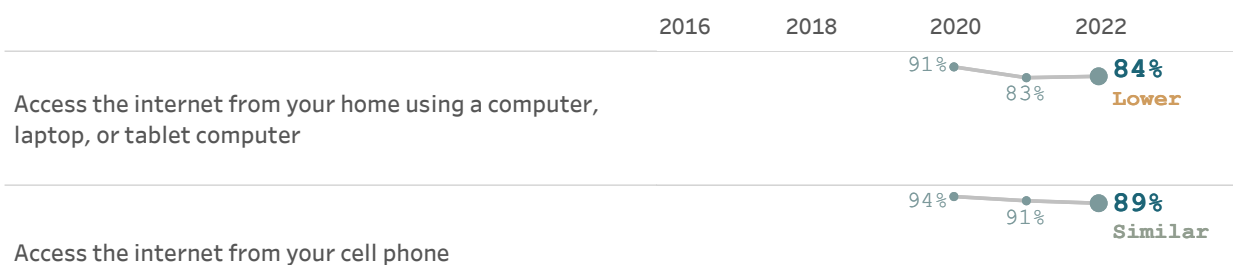 2016 2018 2020 2022
91% 84%
83% Lower
Access the internet from your home using a computer,
laptop, or tablet computer
94% 89%
91% Similar
Access the internet from your cell phone